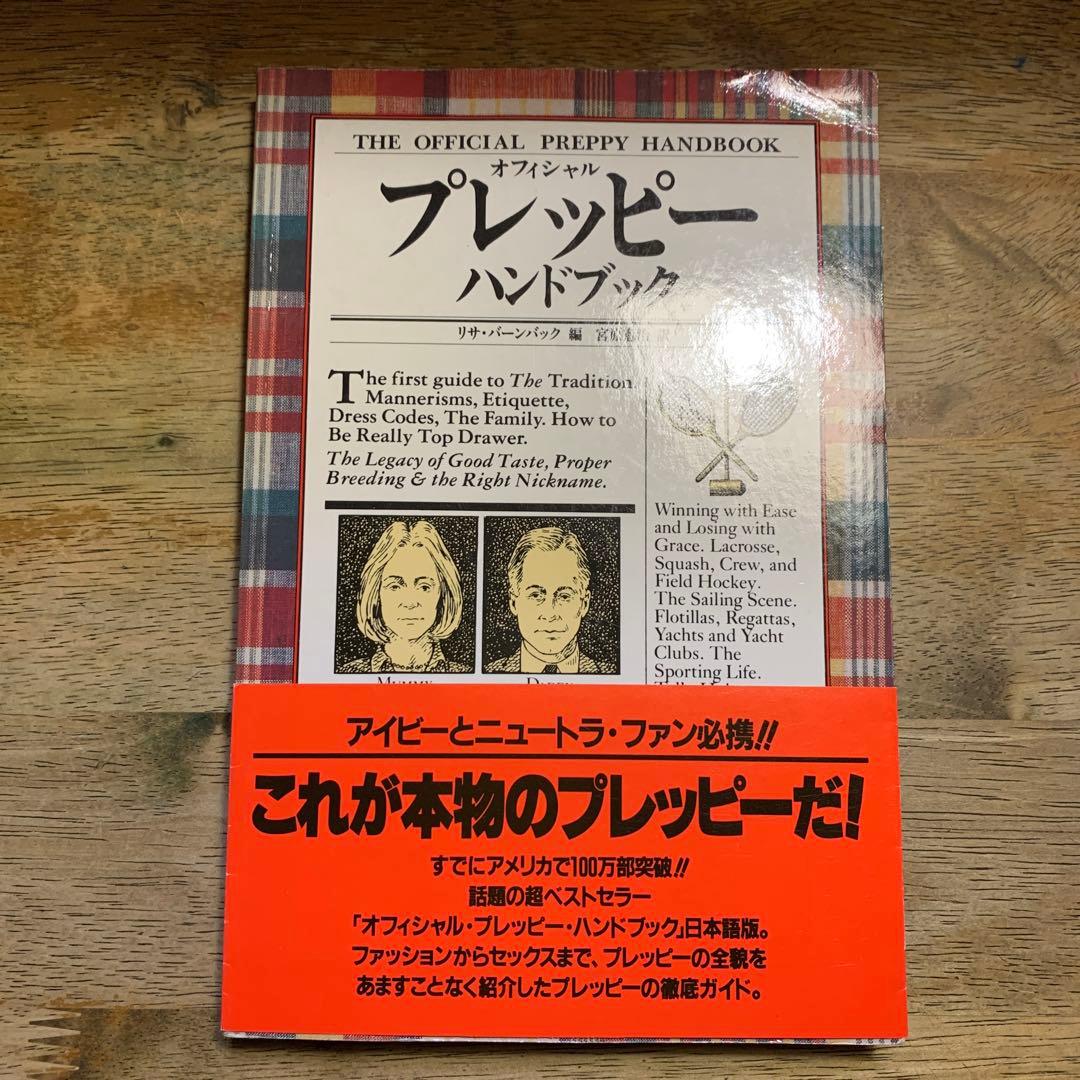 THE OFFICIAL PREPPY HANDBOOK
オフィシャル
プレッピー
ハンドブック
リサ・バーンバック 編 宮原
The first guide to The Tradition
Mannerisms, Etiquette,
Dress Codes, The Family. How to
Be Really Top Drawer.
The Legacy of Good Taste, Proper
Breeding & the Right Nickname.
MUMMY
Winning with Ease
and Losing with
Grace. Lacrosse,
Squash, Crew, and
Field Hockey.
The Sailing Scene.
Flotillas, Regattas,
Yachts and Yacht
Clubs. The
Sporting Life.
アイビーとニュートラ・ファン必携!!
これが本物のプレッピーだ!
すでにアメリカで100万部突破!!
話題の超ベストセラー
「オフィシャル・プレッピー・ハンドブック」日本語版。
ファッションからセックスまで、プレッピーの全貌を
あますことなく紹介したプレッピーの徹底ガイド。